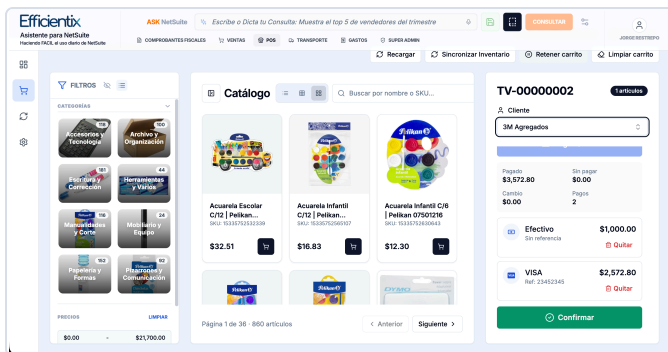 Efficientix
Asistente para NetSuite
Haciendo FACIL el uso diario de NetSuite
ASK NetSuite
Escribe o Dicta tu Consulta: Muestra el top 5 de vendedores del trimestre
CONSULTAR
JORGE RESTREPO
COMPROBANTES FISCALES
VENTAS
POS
TRANSPORTE
GASTOS
SUPER ADMIN
Recargar
Sincronizar Inventario
Retener carrito
Limpiar carrito
FILTROS
CATEGORÍAS
118
Accesorios y Tecnología
100
Archivo y Organización
181
Escritura y Corrección
44
Herramientas y Varios
116
Manualidades y Corte
24
Mobiliario y Equipo
152
Papelería y Formas
92
Pizarrones y Comunicación
PRECIOS
LIMPIAR
$0.00 - $21,700.00
Catálogo
Buscar por nombre o SKU...
Acuarela Escolar
C/12 | Pelikan...
SKU: 15335752532339
$32.51
Acuarela Infantil
C/12 | Pelikan...
SKU: 15335752565107
$16.83
Pelikan
Acuarela Infantil C/6
| Pelikan 07501216
SKU: 15335752630643
$12.30
Pelikan
DYMO
Página 1 de 36 · 860 artículos
Anterior
Siguiente
TV-00000002
1 artículos
Cliente
3M Agregados
Pagado
$3,572.80
Sin pagar
$0.00
Cambio
$0.00
Pagos
2
Efectivo
Sin referencia
$1,000.00
Quitar
VISA
Ref: 23452345
$2,572.80
Quitar
Confirmar